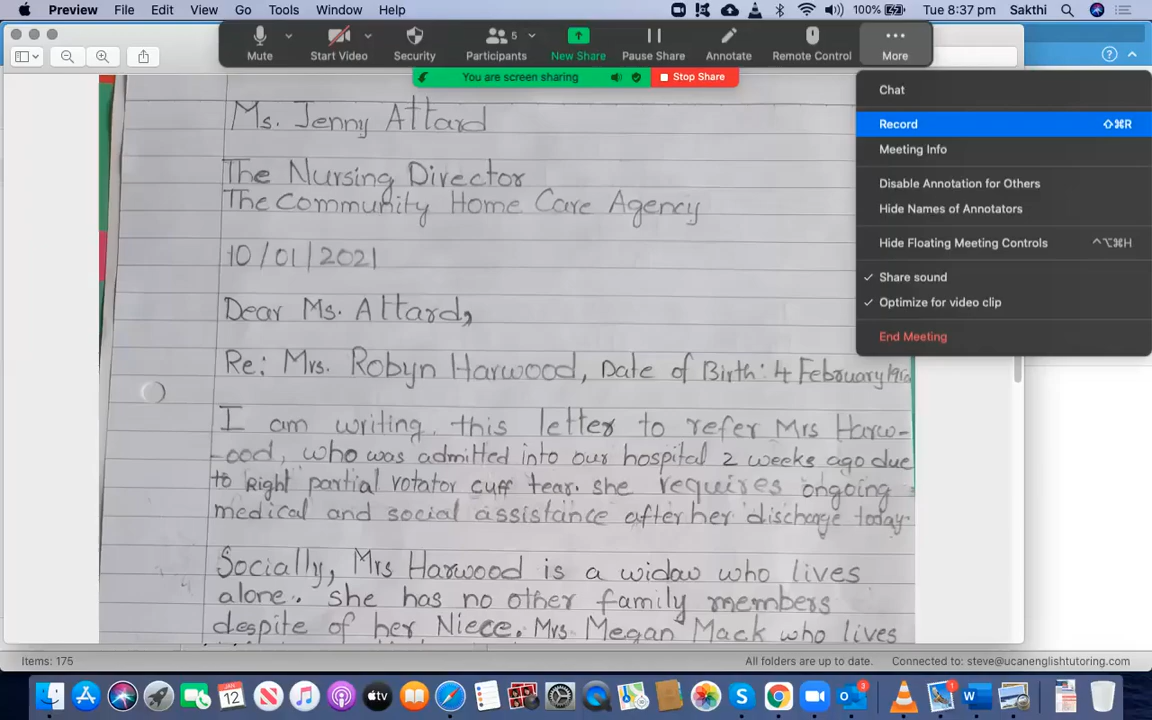 Preview File Edit View Go Tools Window Help 100% Tue 8:37 pm Sakthi
Mute Start Video Security Participants 5 New Share Pause Share Annotate Remote Control More
You are screen sharing Stop Share
Chat
Record ⇧⌘R
Meeting Info
Disable Annotation for Others
Hide Names of Annotators
Hide Floating Meeting Controls ^⌥⌘H
✓ Share sound
✓ Optimize for video clip
End Meeting
Ms. Jenny Attard
The Nursing Director
The Community Home Care Agency
10/01/2021
Dear Ms. Attard,
Re: Mrs. Robyn Harwood, Date of Birth: 4 February
I am writing this letter to refer Mrs Harwo-
-ood, who was admitted into our hospital 2 weeks ago due
to Right partial rotator cuff tear. she requires ongoing
medical and social assistance after her discharge today.
Socially, Mrs Harwood is a widow who lives
alone. She has no other family members
despite of her Niece. Mrs. Megan Mack who lives
Items: 175 All folders are up to date. Connected to: steve@ucanenglishtutoring.com
JAN
12
tv
3
1